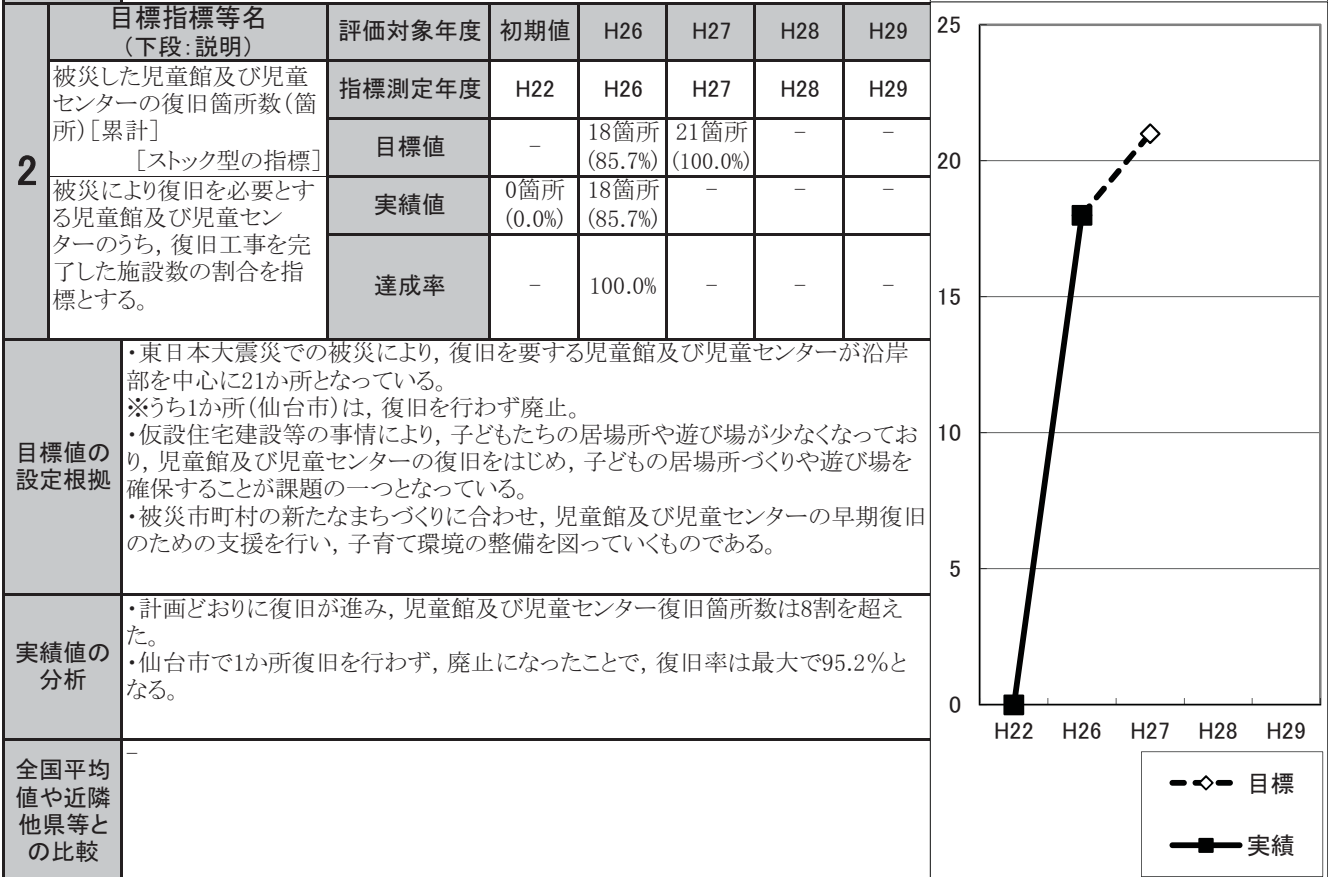 2
目標指標等名
(下段:説明)
評価対象年度 初期値 H26 H27 H28 H29
被災した児童館及び児童
センターの復旧箇所数(箇
所)[累計]
[ストック型の指標]
指標測定年度 H22 H26 H27 H28 H29
目標値 - 18箇所 (85.7%) 21箇所 (100.0%) - -
被災により復旧を必要とす
る児童館及び児童セン
ターのうち,復旧工事を完
了した施設数の割合を指
標とする。
実績値 0箇所 (0.0%) 18箇所 (85.7%) - - -
達成率 - 100.0% - - -
目標値の
設定根拠
・東日本大震災での被災により,復旧を要する児童館及び児童センターが沿岸
部を中心に21か所となっている。
※うち1か所(仙台市)は,復旧を行わず廃止。
・仮設住宅建設等の事情により,子どもたちの居場所や遊び場が少なくなってお
り,児童館及び児童センターの復旧をはじめ,子どもの居場所づくりや遊び場を
確保することが課題の一つとなっている。
・被災市町村の新たなまちづくりに合わせ,児童館及び児童センターの早期復旧
のための支援を行い,子育て環境の整備を図っていくものである。
実績値の
分析
・計画どおりに復旧が進み,児童館及び児童センター復旧箇所数は8割を超え
た。
・仙台市で1か所復旧を行わず,廃止になったことで,復旧率は最大で95.2%と
なる。
全国平均
値や近隣
他県等と
の比較
-
25
20
15
10
5
0
H22 H26 H27 H28 H29
目標
実績